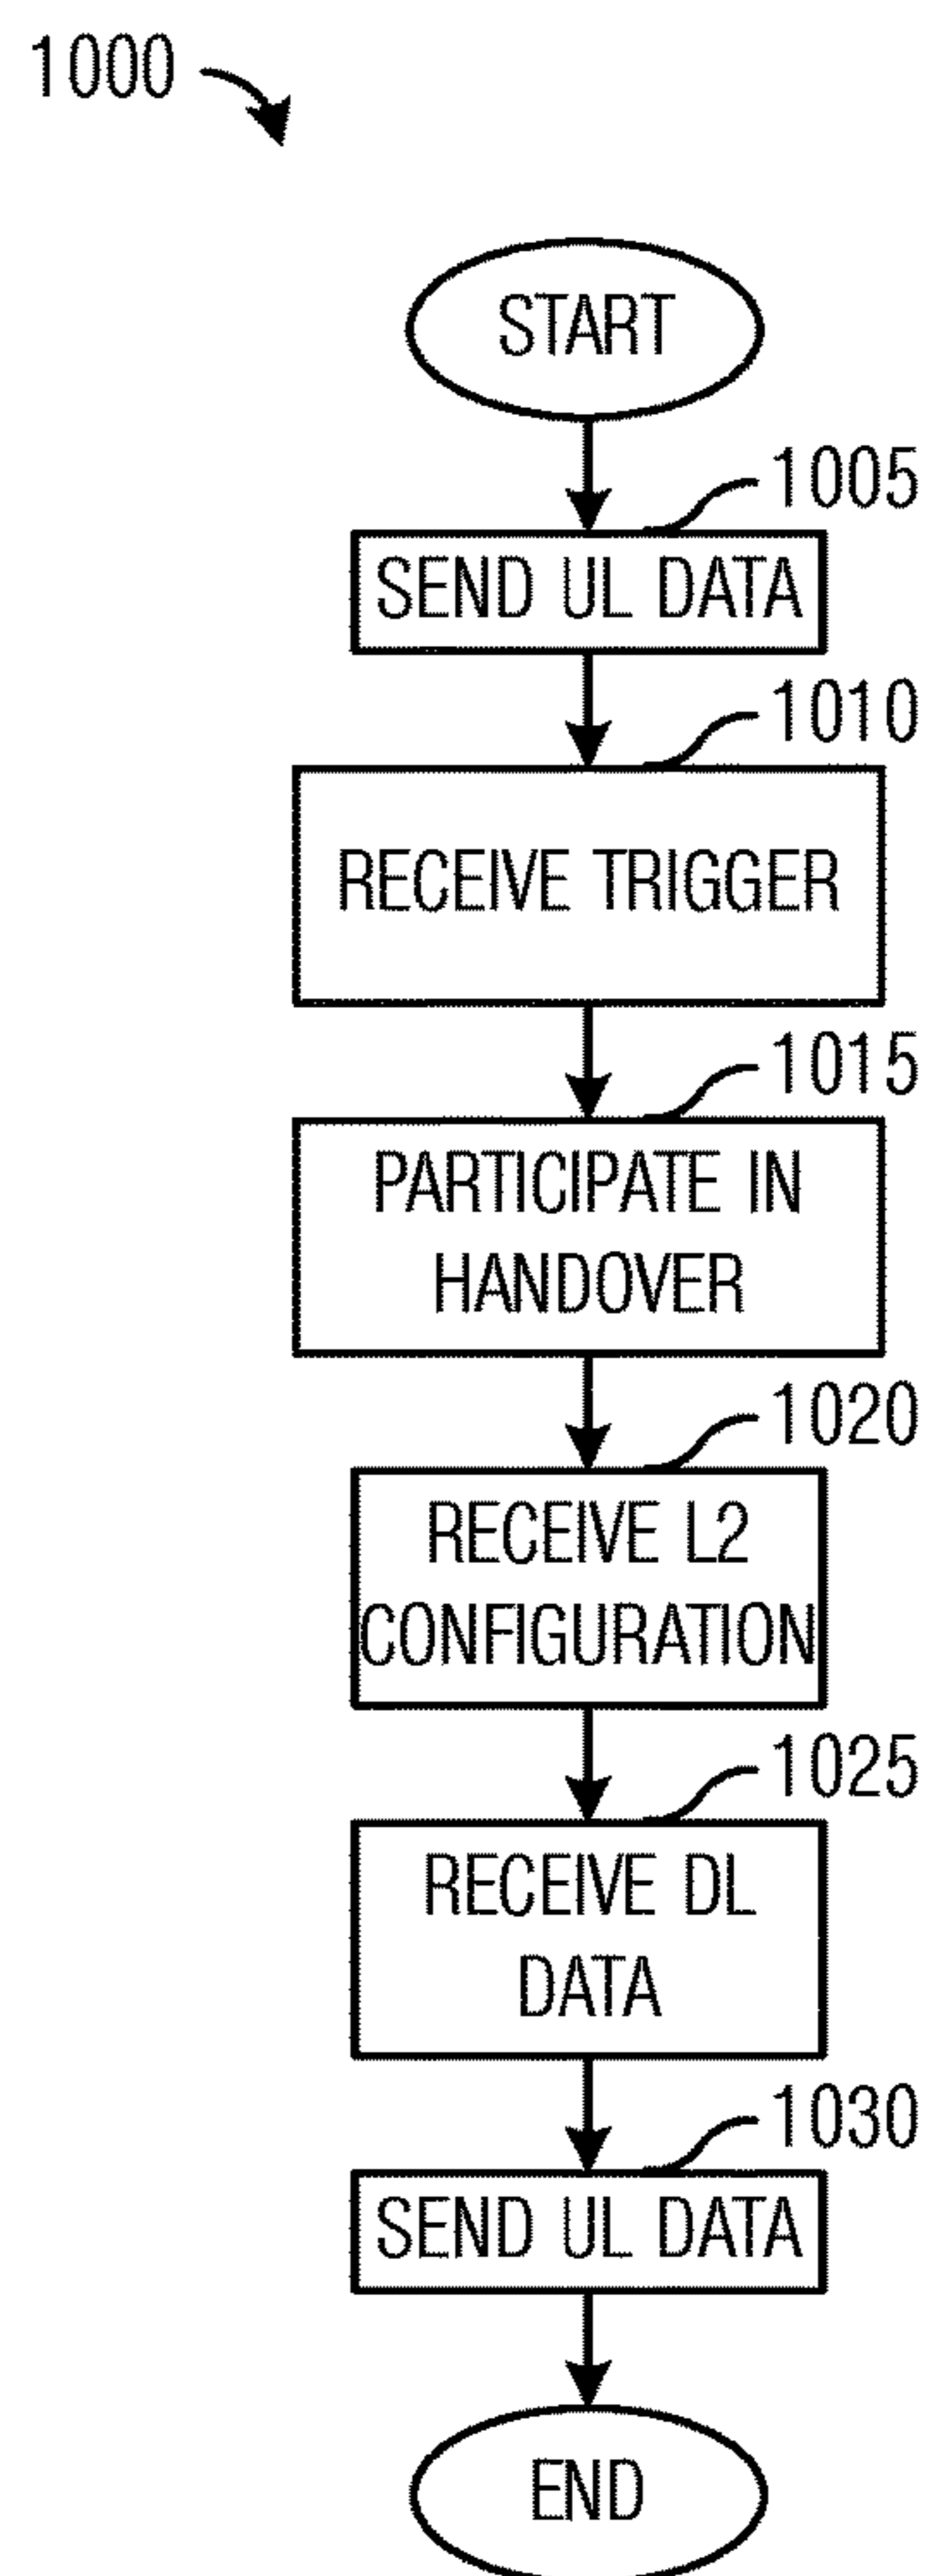 1000
START
1005
SEND UL DATA
1010
RECEIVE TRIGGER
1015
PARTICIPATE IN
HANDOVER
1020
RECEIVE L2
CONFIGURATION
1025
RECEIVE DL
DATA
1030
SEND UL DATA
END